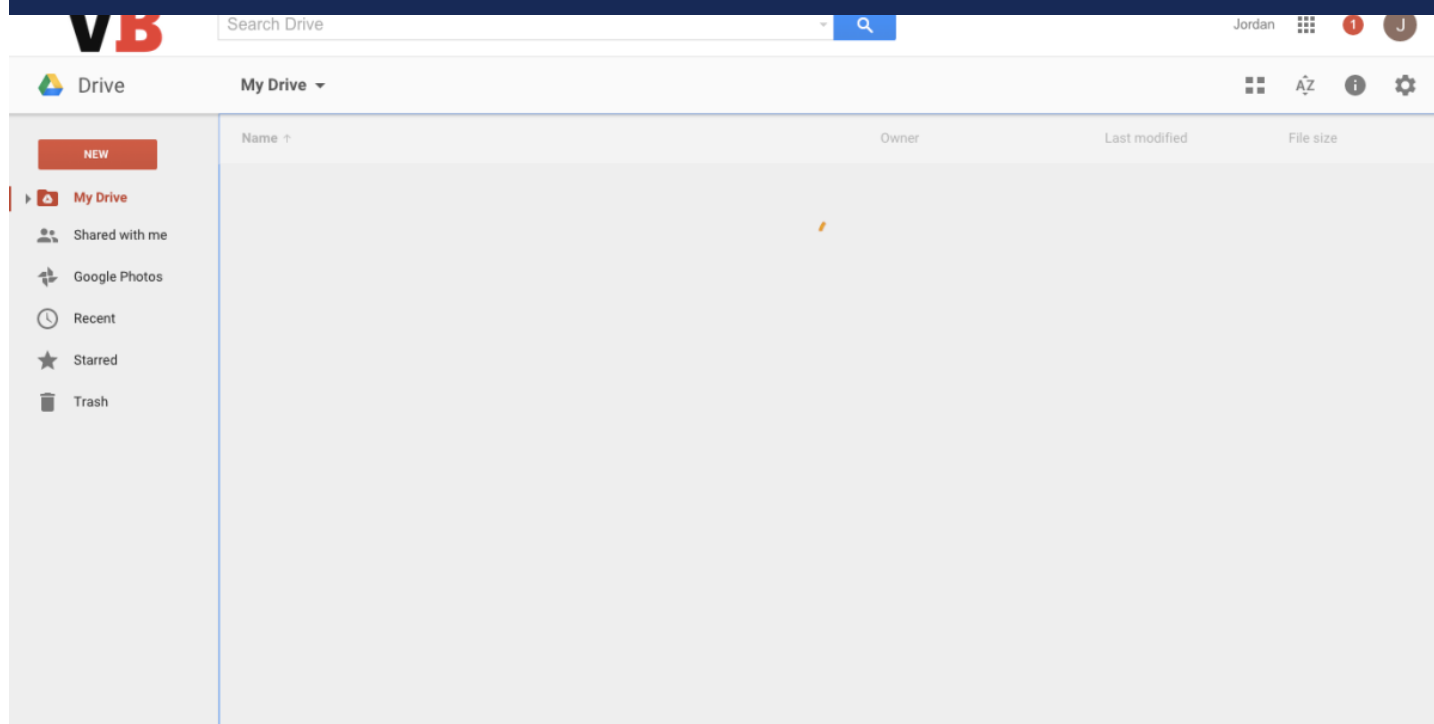 VB
Search Drive
Jordan
1
J
Drive
My Drive
AZ
NEW
Name
Owner
Last modified
File size
My Drive
Shared with me
Google Photos
Recent
Starred
Trash